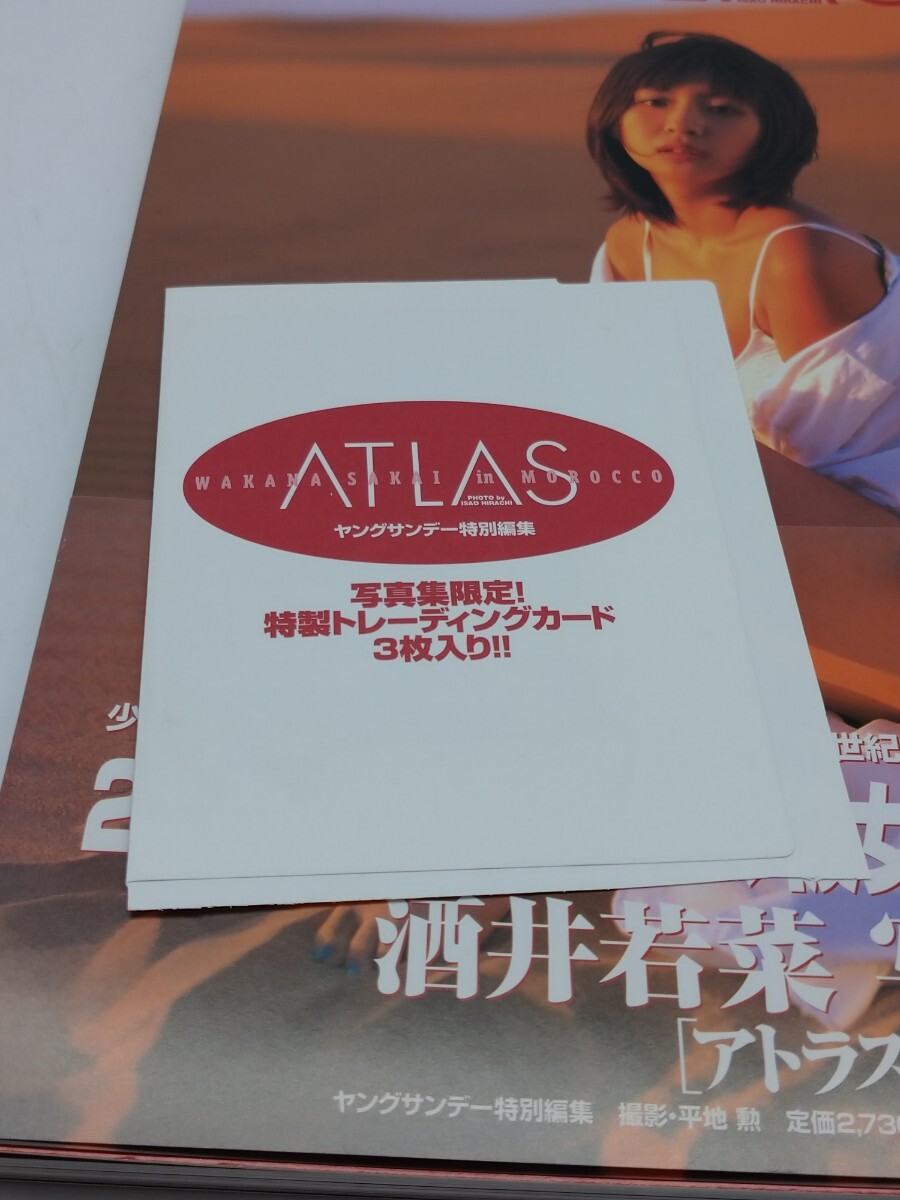 ISAO HIRACHI
ATLAS
WAKANA SAKAI in MOROCCO
PHOTO by
ISAO HIRACHI
ヤングサンデー特別編集
写真集限定!
特製トレーディングカード
3枚入り!!
少
世紀
女
酒井若菜
[アトラス
ヤングサンデー特別編集 撮影・平地 勲 定価2,730